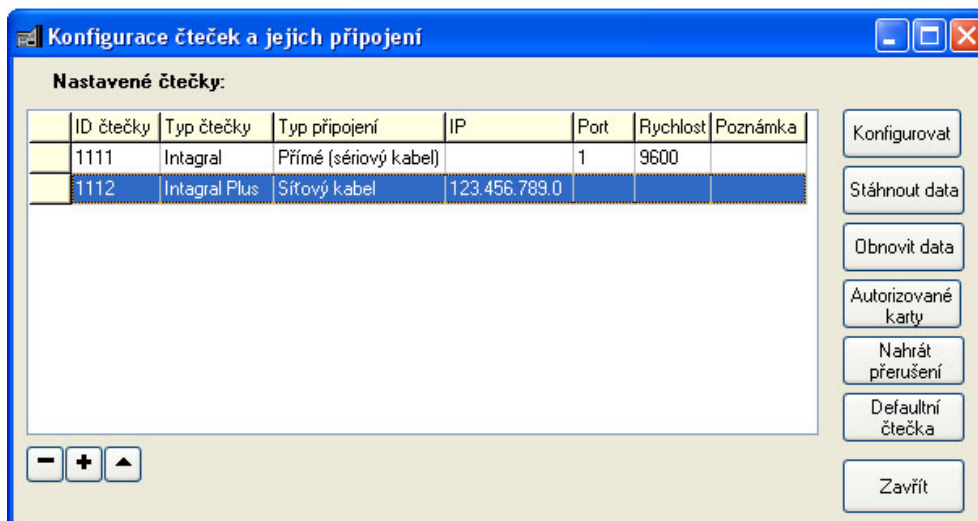 Konfigurace čteček a jejich připojení
Nastavené čtečky:
ID čtečky Typ čtečky Typ připojení IP Port Rychlost Poznámka
1111 Intagral Přímé (sériový kabel) 1 9600
1112 Intagral Plus Síťový kabel 123.456.789.0
Konfigurovat
Stáhnout data
Obnovit data
Autorizované
karty
Nahrát
přerušení
Defaultní
čtečka
Zavřít